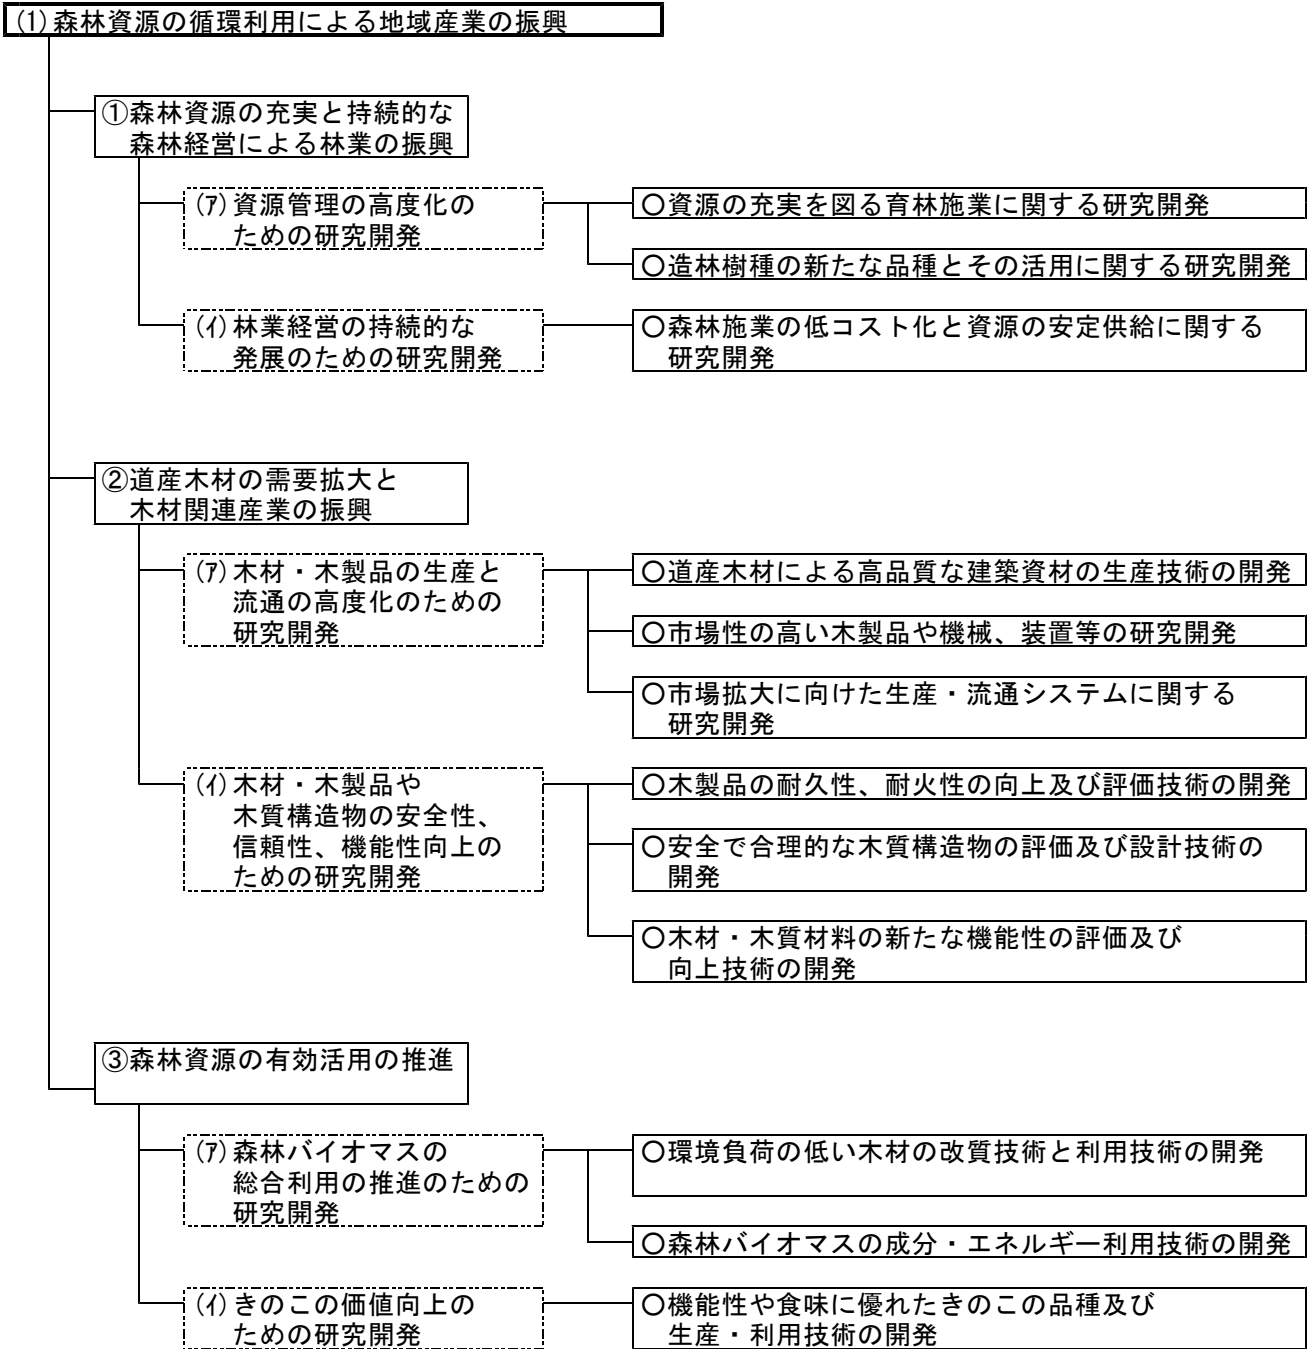 (1)森林資源の循環利用による地域産業の振興
①森林資源の充実と持続的な
森林経営による林業の振興
(ｱ)資源管理の高度化の
ための研究開発
○資源の充実を図る育林施業に関する研究開発
○造林樹種の新たな品種とその活用に関する研究開発
(ｲ)林業経営の持続的な
発展のための研究開発
○森林施業の低コスト化と資源の安定供給に関する
研究開発
②道産木材の需要拡大と
木材関連産業の振興
(ｱ)木材・木製品の生産と
流通の高度化のための
研究開発
○道産木材による高品質な建築資材の生産技術の開発
○市場性の高い木製品や機械、装置等の研究開発
○市場拡大に向けた生産・流通システムに関する
研究開発
(ｲ)木材・木製品や
木質構造物の安全性、
信頼性、機能性向上の
ための研究開発
○木製品の耐久性、耐火性の向上及び評価技術の開発
○安全で合理的な木質構造物の評価及び設計技術の
開発
○木材・木質材料の新たな機能性の評価及び
向上技術の開発
③森林資源の有効活用の推進
(ｱ)森林バイオマスの
総合利用の推進のための
研究開発
○環境負荷の低い木材の改質技術と利用技術の開発
○森林バイオマスの成分・エネルギー利用技術の開発
(ｲ)きのこの価値向上の
ための研究開発
○機能性や食味に優れたきのこの品種及び
生産・利用技術の開発